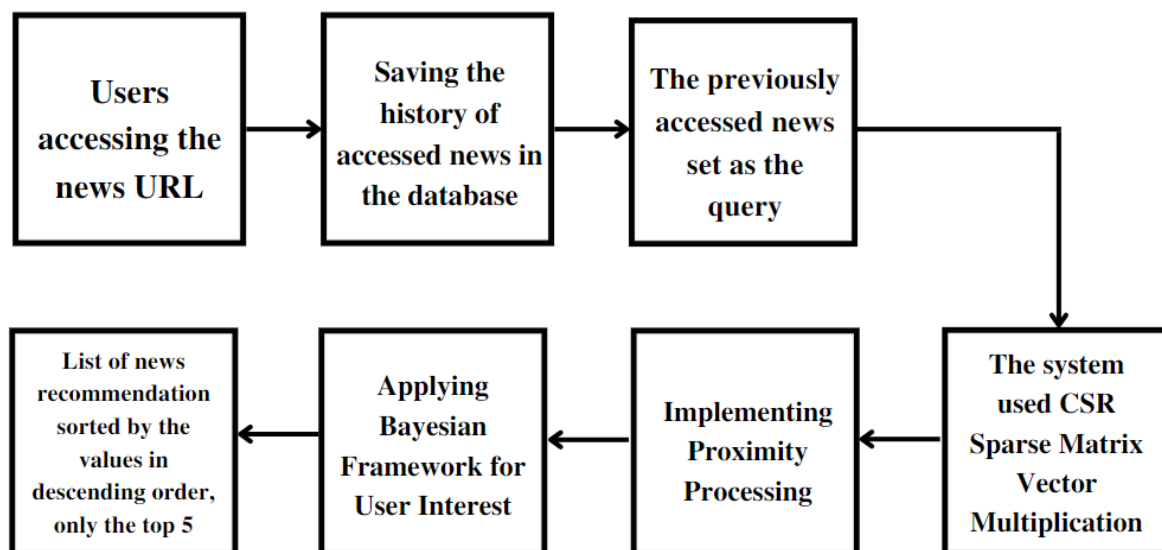 Users
accessing the
news URL
Saving the
history of
accessed news in
the database
The previously
accessed news
set as the
query
The system
used CSR
Sparse Matrix
Vector
Multiplication
Implementing
Proximity
Processing
Applying
Bayesian
Framework for
User Interest
List of news
recommendation
sorted by the
values in
descending order,
only the top 5